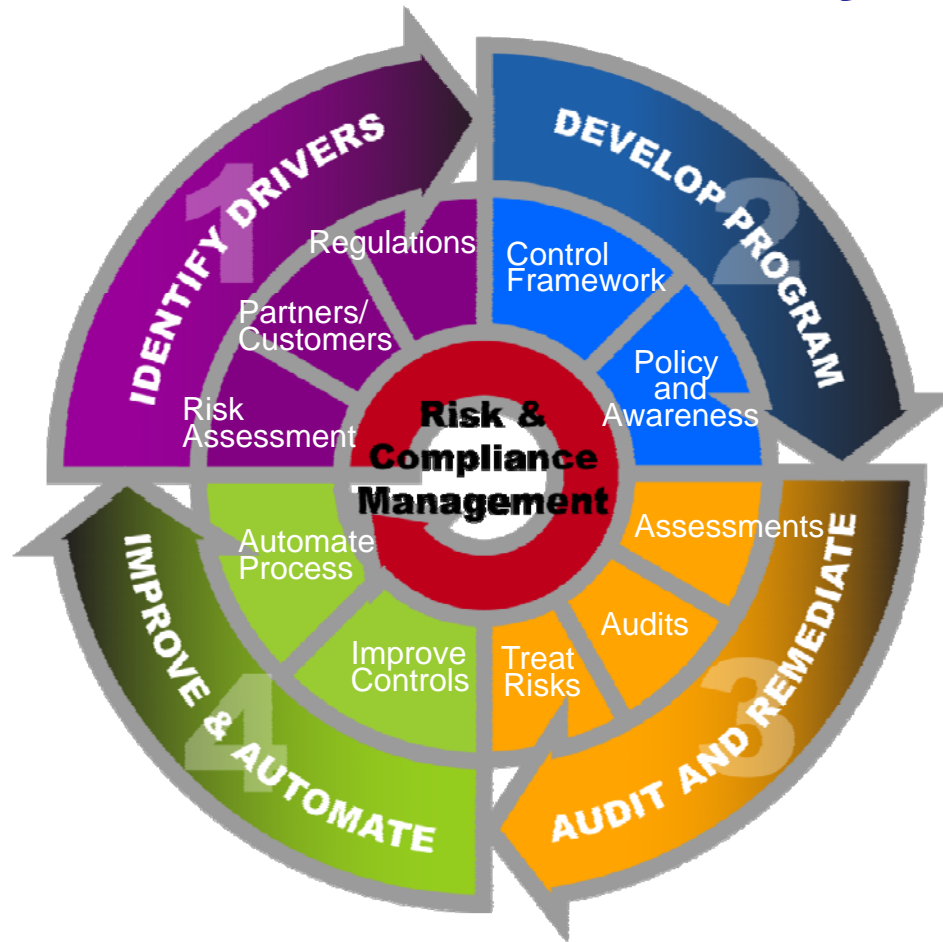 1
IDENTIFY DRIVERS
Regulations
Partners/
Customers
Risk
Assessment
2
DEVELOP PROGRAM
Control
Framework
Policy
and
Awareness
3
AUDIT AND REMEDIATE
Assessments
Audits
Treat
Risks
4
IMPROVE & AUTOMATE
Improve
Controls
Automate
Process
Risk &
Compliance
Management